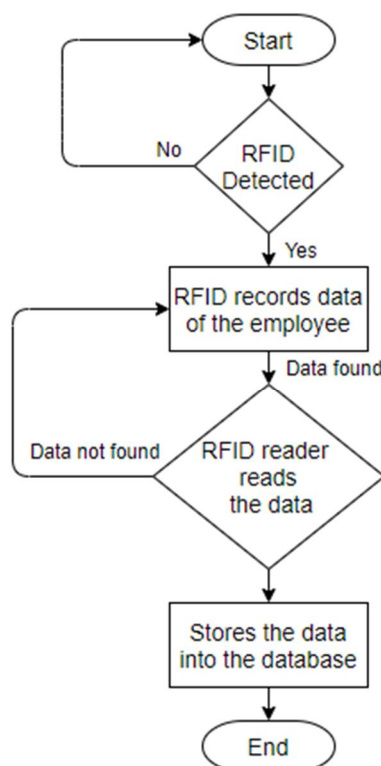 Start
No
RFID
Detected
Yes
RFID records data
of the employee
Data found
Data not found
RFID reader
reads
the data
Stores the data
into the database
End